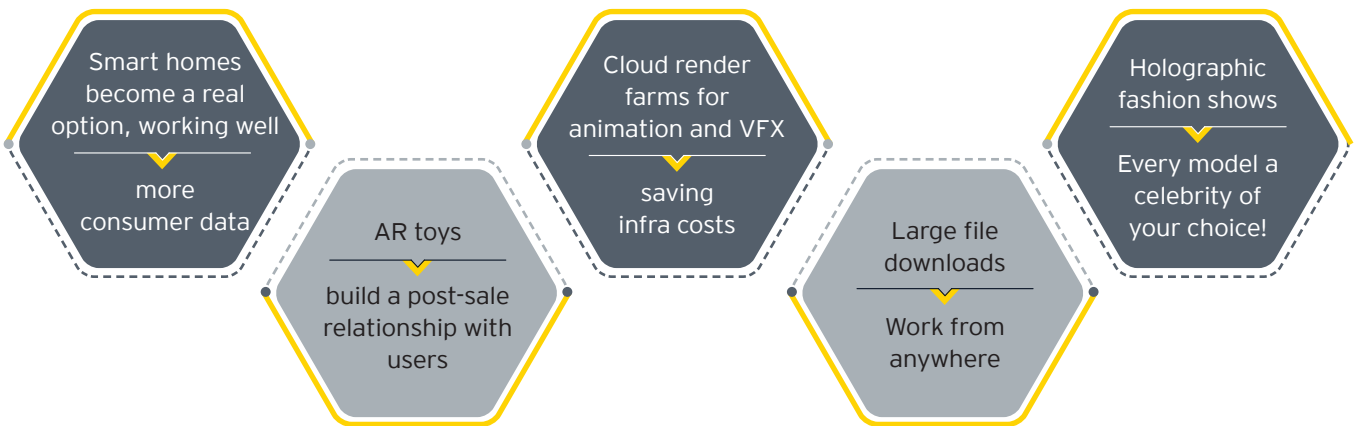 Smart homes
become a real
option, working well
more
consumer data
AR toys
build a post-sale
relationship with
users
Cloud render
farms for
animation and VFX
saving
infra costs
Large file
downloads
Work from
anywhere
Holographic
fashion shows
Every model a
celebrity of
your choice!